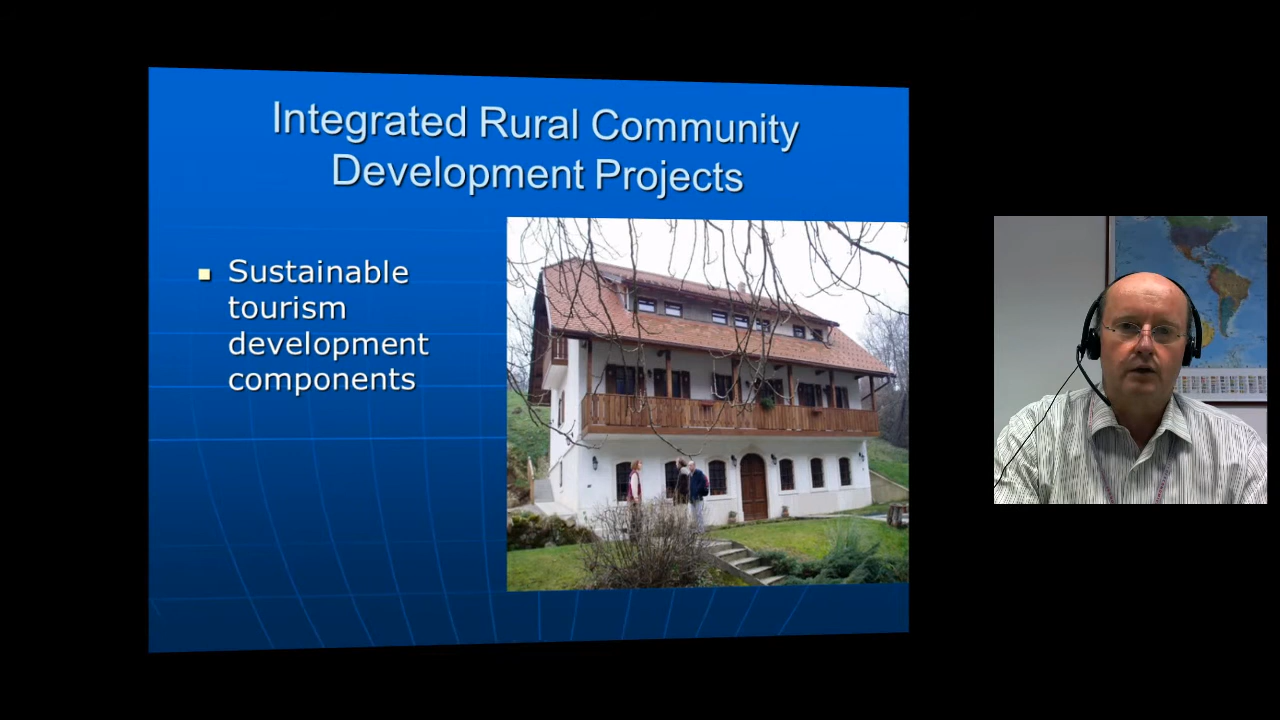 Integrated Rural Community
Development Projects
Sustainable
tourism
development
components